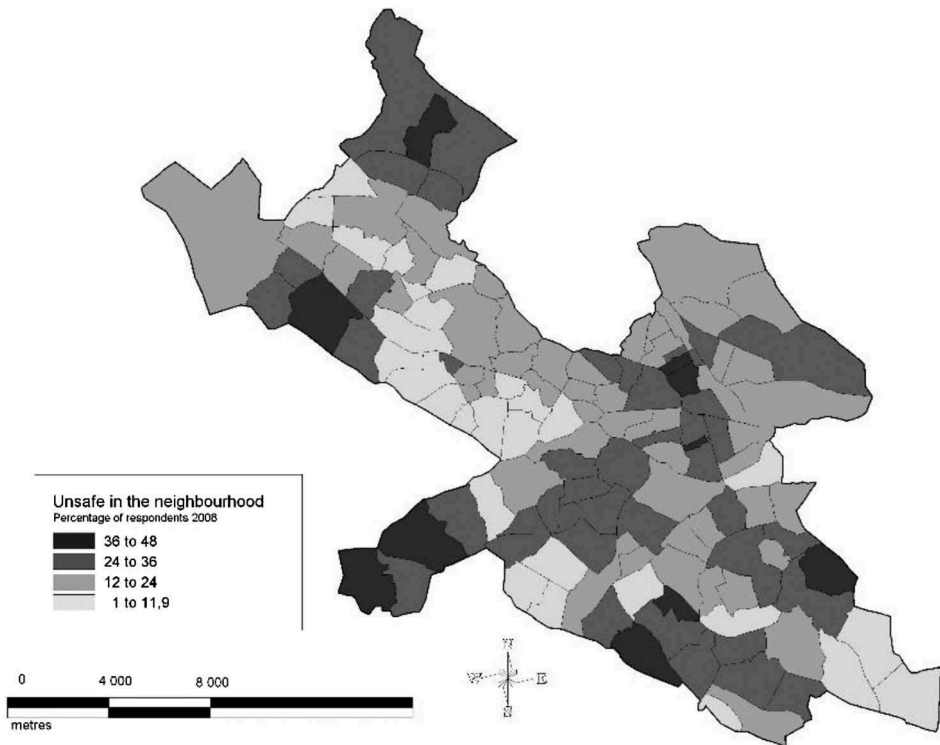 Unsafe in the neighbourhood
Percentage of respondents 2008
36 to 48
24 to 36
12 to 24
1 to 11,9
0 4 000 8 000
metres
N
W E
S